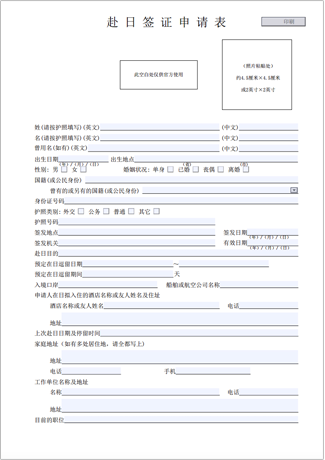 赴日签证申请表
印刷
此空白处仅供官方使用
(照片粘贴处)
约4.5厘米×4.5厘米
或2英寸×2英寸
姓(请按护照填写)(英文) (中文)
名(请按护照填写)(英文) (中文)
曾用名(如有)(英文) (中文)
出生日期 出生地点
(年)/(月)/(日) (省) (市)
性别: 男 女 婚姻状况: 单身 已婚 丧偶 离婚
国籍(或公民身份)
曾有的或另有的国籍(或公民身份)
身份证号码
护照类别: 外交 公务 普通 其它
护照号码
签发地点 签发日期
(年)/(月)/(日)
签发机关 有效日期
(年)/(月)/(日)
赴日目的
预定在日逗留日期 ~
预定在日逗留期间 天
入境口岸 船舶或航空公司名称
申请人在日拟入住的酒店名称或友人姓名及住址
酒店名称或友人姓名 电话
地址
上次赴日日期及停留时间
家庭地址(如有多处居住地,请全都写上)
地址
电话 手机
工作单位名称及地址
名称 电话
地址
目前的职位